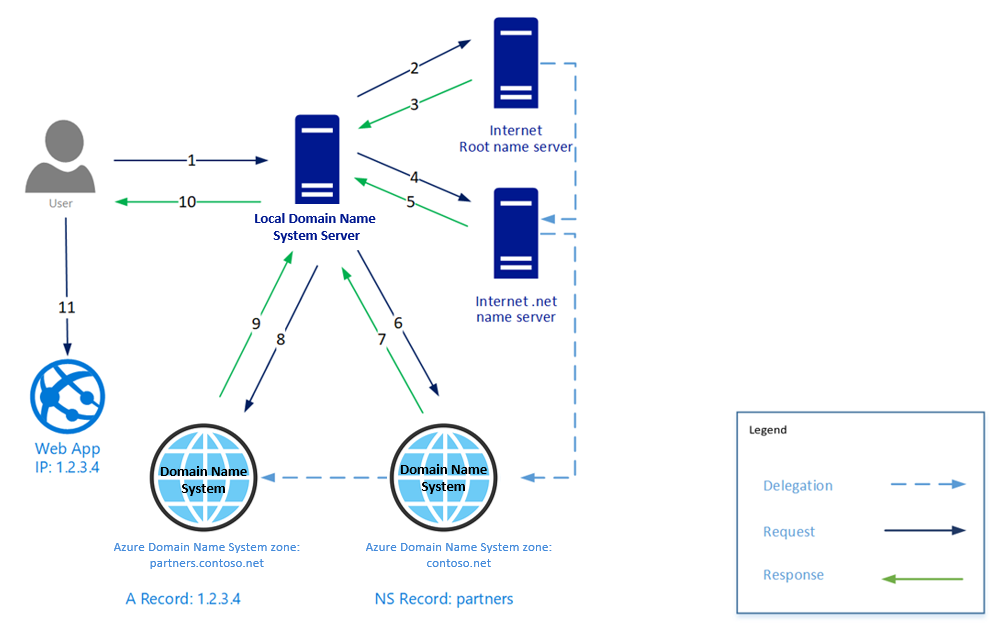 2
3
Internet
Root name server
1
4
5
User
10
Local Domain Name
System Server
Internet .net
name server
11
9
8
6
7
Web App
IP: 1.2.3.4
Domain Name
System
Domain Name
System
Azure Domain Name System zone:
partners.contoso.net
Azure Domain Name System zone:
contoso.net
A Record: 1.2.3.4
NS Record: partners
Legend
Delegation
Request
Response